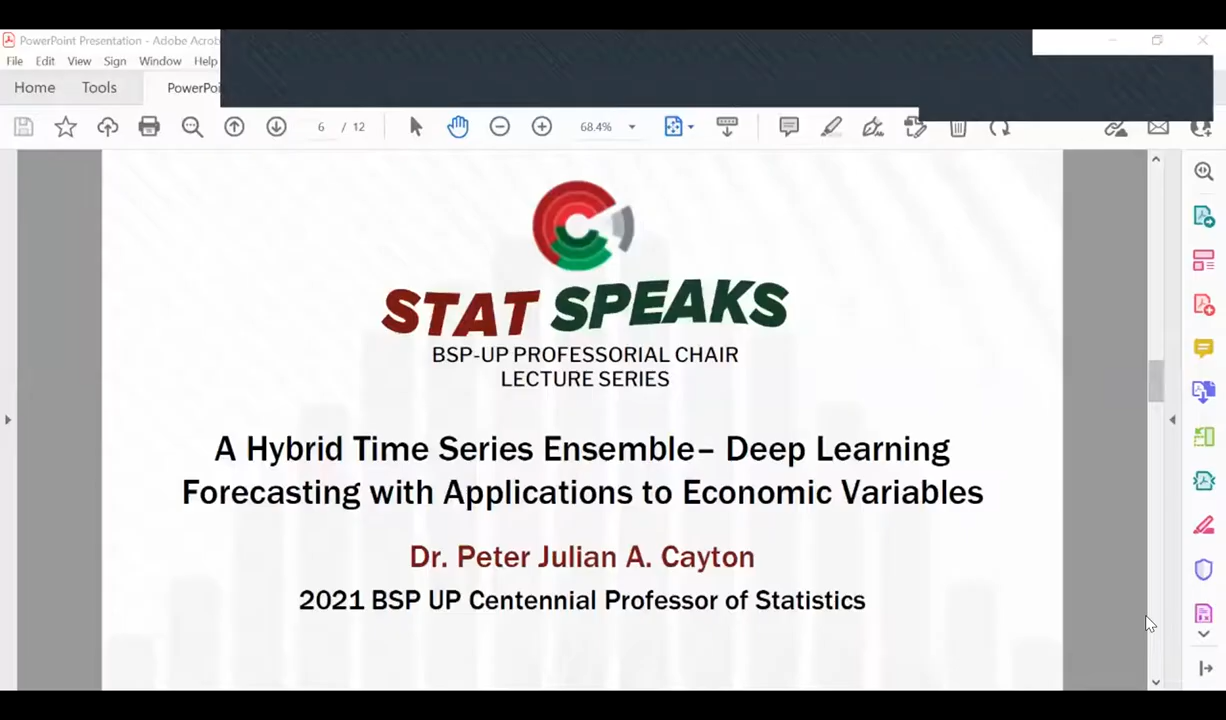 PowerPoint Presentation - Adobe Acrob
File Edit View Sign Window Help
Home Tools PowerPoi
6 / 12 68.4%
STAT SPEAKS
BSP-UP PROFESSORIAL CHAIR
LECTURE SERIES
A Hybrid Time Series Ensemble– Deep Learning
Forecasting with Applications to Economic Variables
Dr. Peter Julian A. Cayton
2021 BSP UP Centennial Professor of Statistics